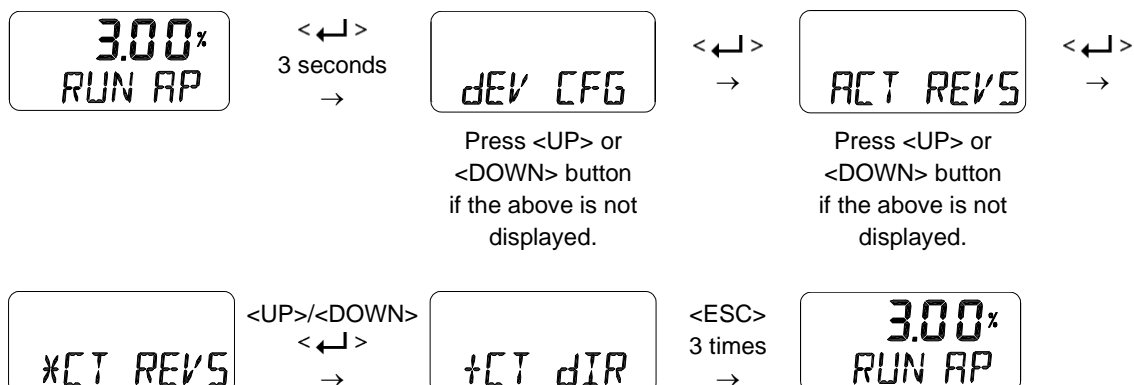 3.00%
RUN AP
<↵>
3 seconds
→
dEV CFG
Press <UP> or
<DOWN> button
if the above is not
displayed.
<↵>
→
ACT REVS
Press <UP> or
<DOWN> button
if the above is not
displayed.
<↵>
→
*CT REVS
<UP>/<DOWN>
<↵>
→
+CT dIR
<ESC>
3 times
→
3.00%
RUN AP